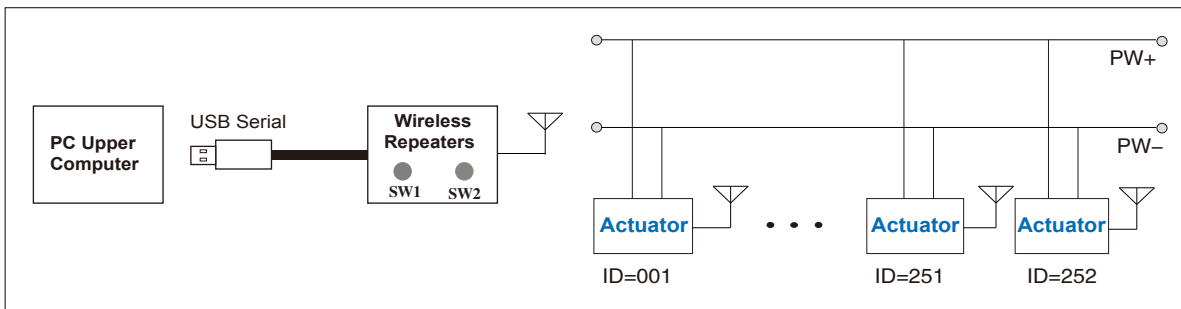 PC Upper
Computer
USB Serial
Wireless
Repeaters
SW1
SW2
PW+
PW−
Actuator
• • •
Actuator
Actuator
ID=001
ID=251
ID=252